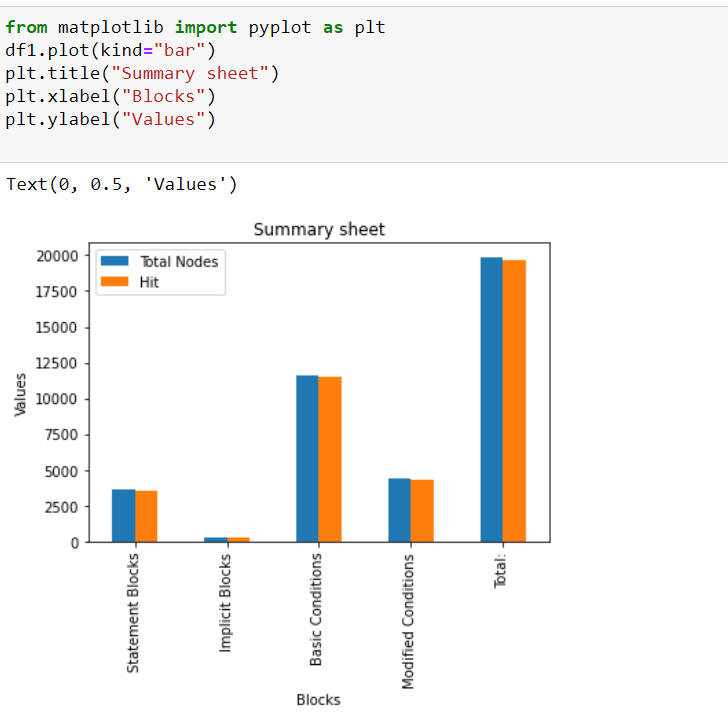 from matplotlib import pyplot as plt
df1.plot(kind="bar")
plt.title("Summary sheet")
plt.xlabel("Blocks")
plt.ylabel("Values")
Text(0, 0.5, 'Values')
Summary sheet
Total Nodes
Hit
20000
17500
15000
12500
10000
7500
5000
2500
0
Values
Statement Blocks
Implicit Blocks
Basic Conditions
Modified Conditions
Total:
Blocks